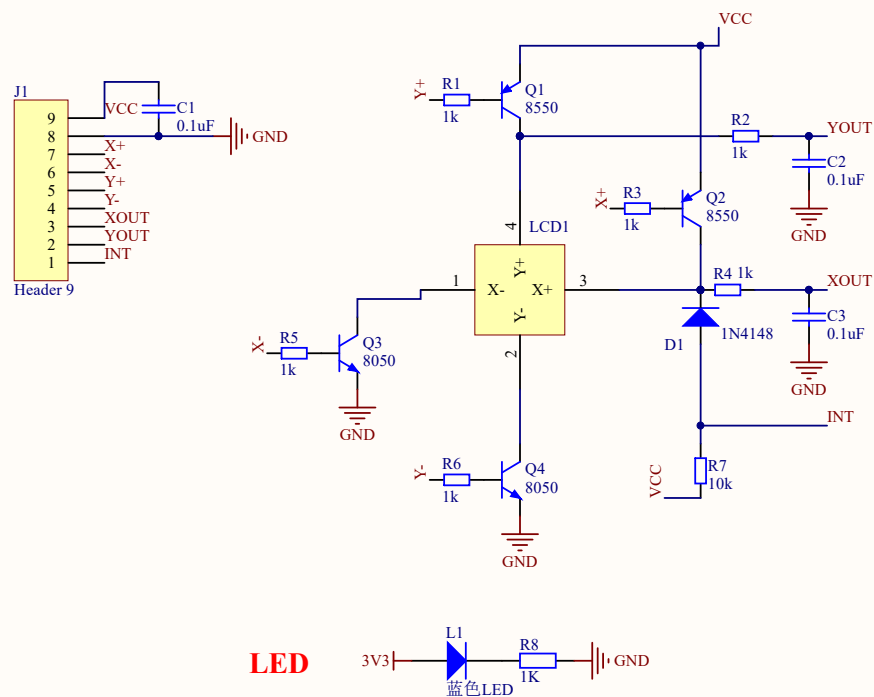 VCC
J1
9
VCC
C1
0.1uF
8
GND
7
X+
6
X-
5
Y+
4
Y-
3
XOUT
2
YOUT
1
INT
Header 9
Y+
R1
1k
Q1
8550
R2
1k
YOUT
C2
0.1uF
GND
X+
R3
1k
Q2
8550
4
LCD1
Y+
1
X-
X+
3
Y-
2
R4
1k
XOUT
C3
0.1uF
GND
D1
1N4148
X-
R5
1k
Q3
8050
GND
INT
Y-
R6
1k
Q4
8050
GND
VCC
R7
10k
LED
3V3
L1
蓝色LED
R8
1K
GND